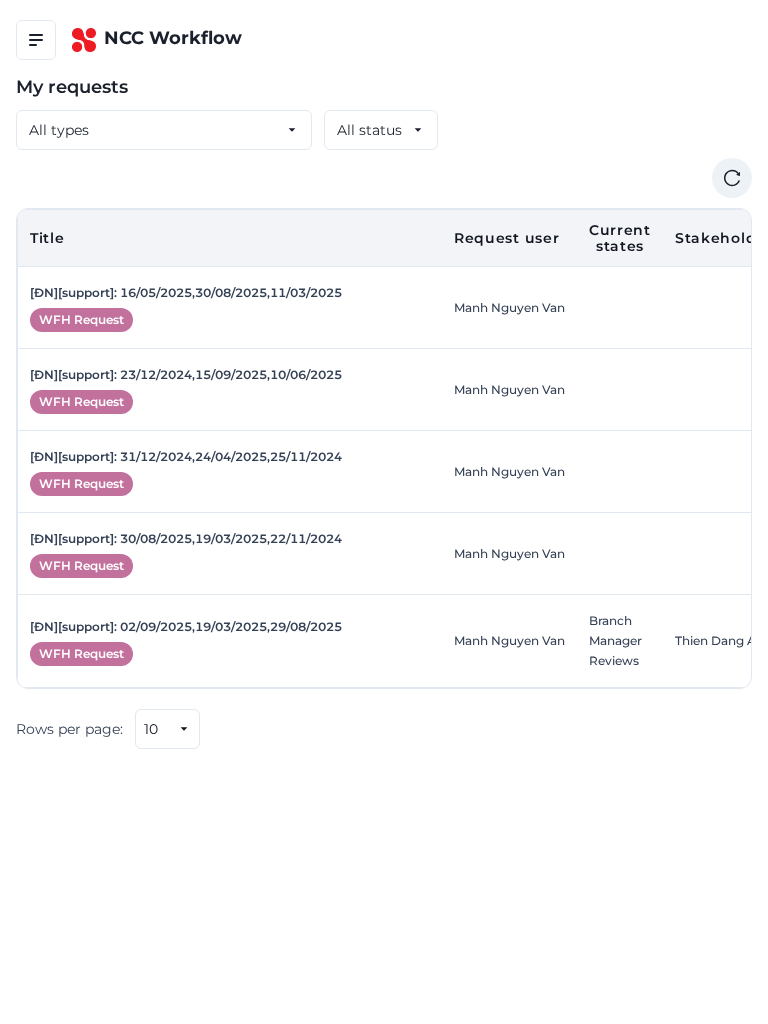 NCC Workflow
My requests
All types
All status
Title
Request user
Current
states
Stakehol
[ĐN][support]: 16/05/2025,30/08/2025,11/03/2025
WFH Request
Manh Nguyen Van
[ĐN][support]: 23/12/2024,15/09/2025,10/06/2025
WFH Request
Manh Nguyen Van
[ĐN][support]: 31/12/2024,24/04/2025,25/11/2024
WFH Request
Manh Nguyen Van
[ĐN][support]: 30/08/2025,19/03/2025,22/11/2024
WFH Request
Manh Nguyen Van
[ĐN][support]: 02/09/2025,19/03/2025,29/08/2025
WFH Request
Manh Nguyen Van
Branch
Manager
Reviews
Thien Dang A
Rows per page:
10